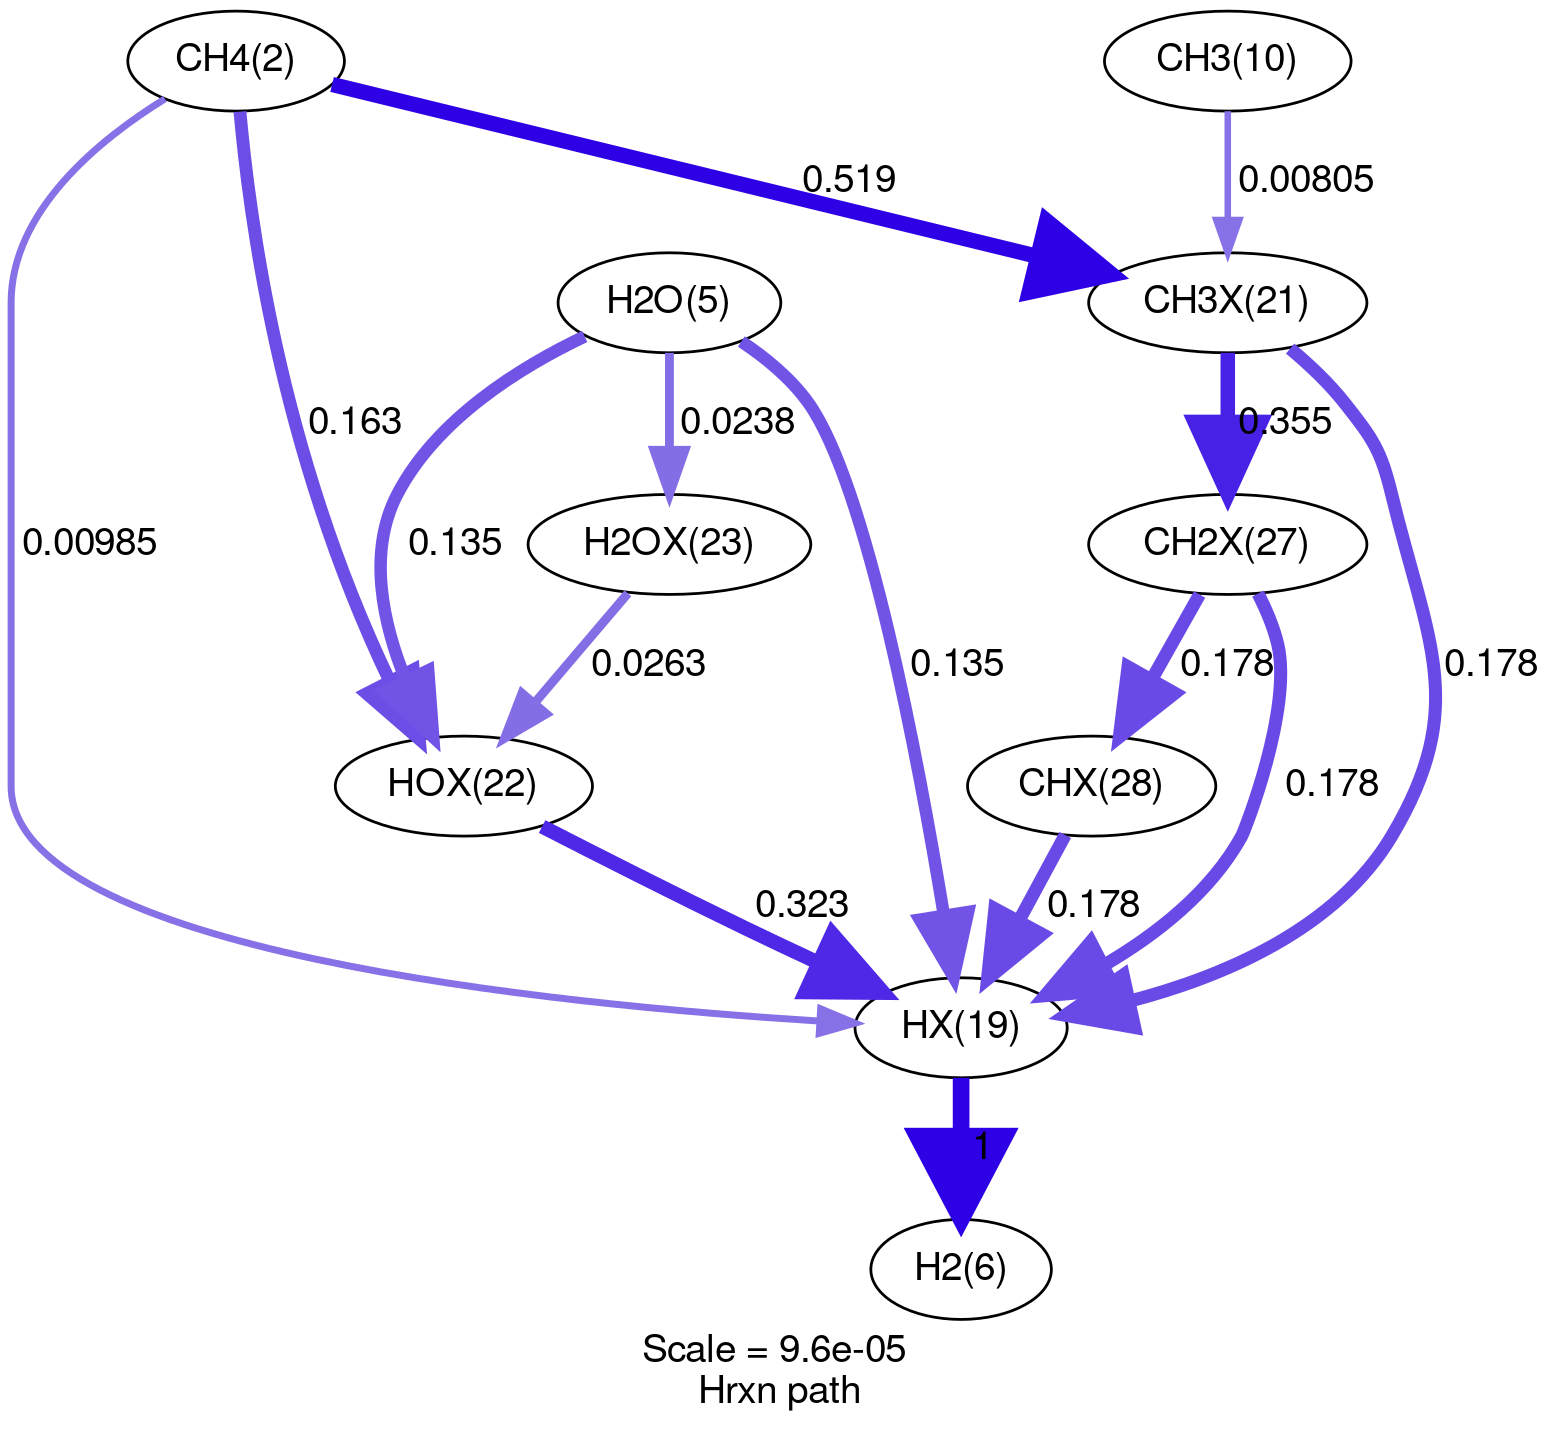 CH4(2)
CH3(10)
0.519
0.00805
H2O(5)
CH3X(21)
0.163
0.0238
0.355
0.00985
0.135
H2OX(23)
CH2X(27)
0.0263
0.135
0.178
0.178
HOX(22)
CHX(28)
0.178
0.323
0.178
HX(19)
1
H2(6)
Scale = 9.6e-05
Hrxn path